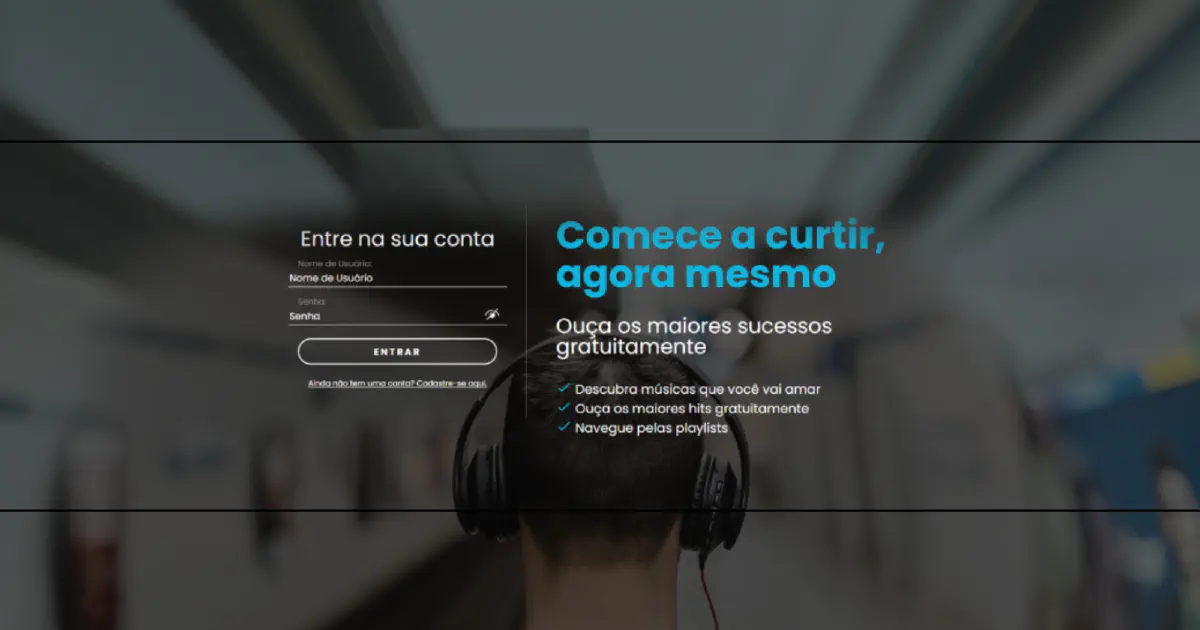 Entre na sua conta
Nome de Usuário:
Nome de Usuário
Senha:
Senha
ENTRAR
Ainda não tem uma conta? Cadastre-se aqui.
Comece a curtir,
agora mesmo
Ouça os maiores sucessos
gratuitamente
Descubra músicas que você vai amar
Ouça os maiores hits gratuitamente
Navegue pelas playlists